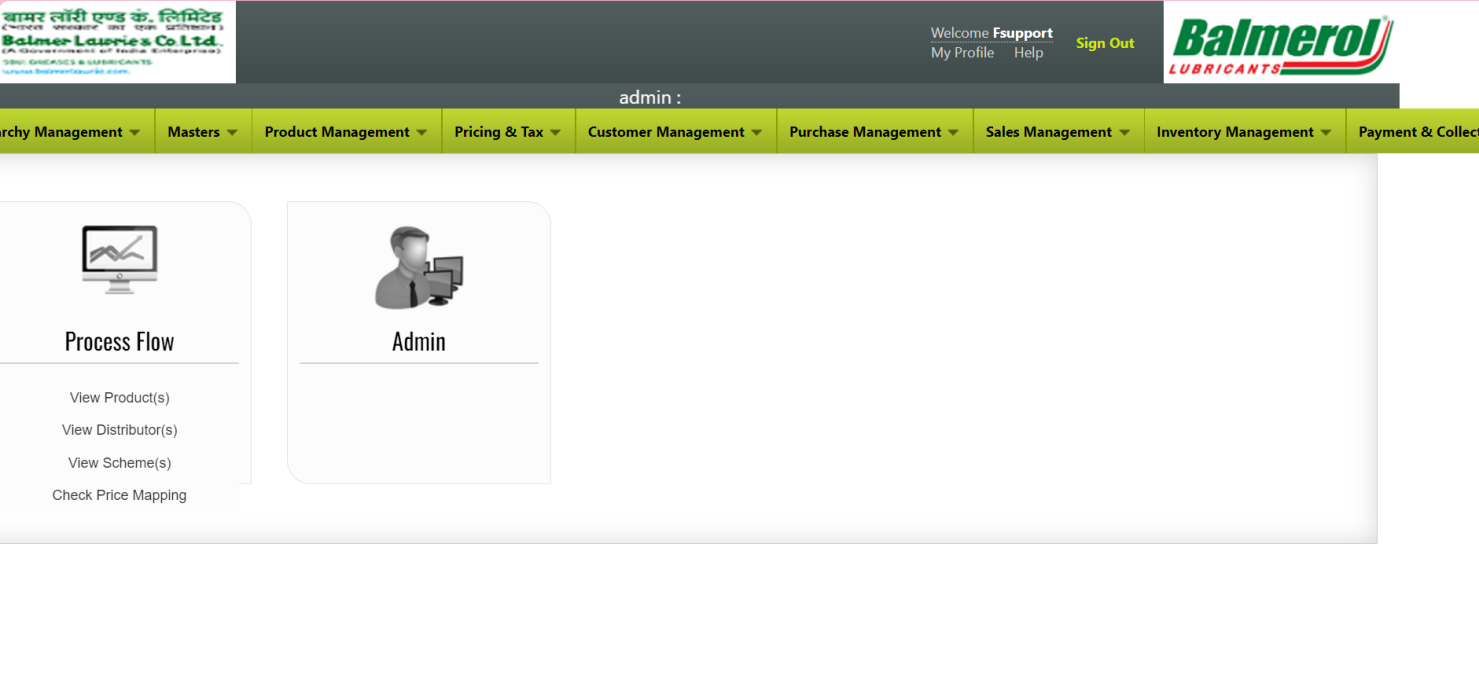 बामर लॉरी एण्ड कं. लिमिटेड
(भारत सरकार का एक प्रतिष्ठान)
Balmer Lawrie & Co.Ltd.
(A Government of India Enterprise)
SBU: GREASES & LUBRICANTS
www.balmerlawrie.com
Welcome Fsupport
My Profile Help
Sign Out
Balmerol
LUBRICANTS
admin :
archy Management Masters Product Management Pricing & Tax Customer Management Purchase Management Sales Management Inventory Management Payment & Collect
Process Flow
View Product(s)
View Distributor(s)
View Scheme(s)
Check Price Mapping
Admin